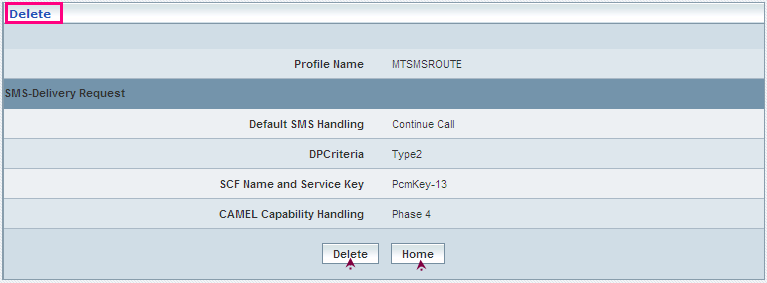 Delete
Profile Name MTSMSROUTE
SMS-Delivery Request
Default SMS Handling Continue Call
DPCriteria Type2
SCF Name and Service Key PcmKey-13
CAMEL Capability Handling Phase 4
Delete Home